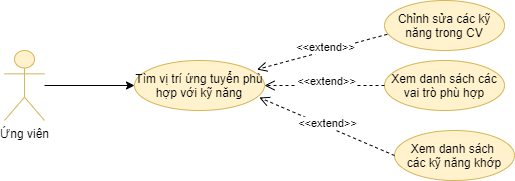 Chỉnh sửa các kỹ
năng trong CV
<<extend>>
Tìm vị trí ứng tuyển phù
hợp với kỹ năng
<<extend>>
Xem danh sách các
vai trò phù hợp
Ứng viên
<<extend>>
Xem danh sách
các kỹ năng khớp